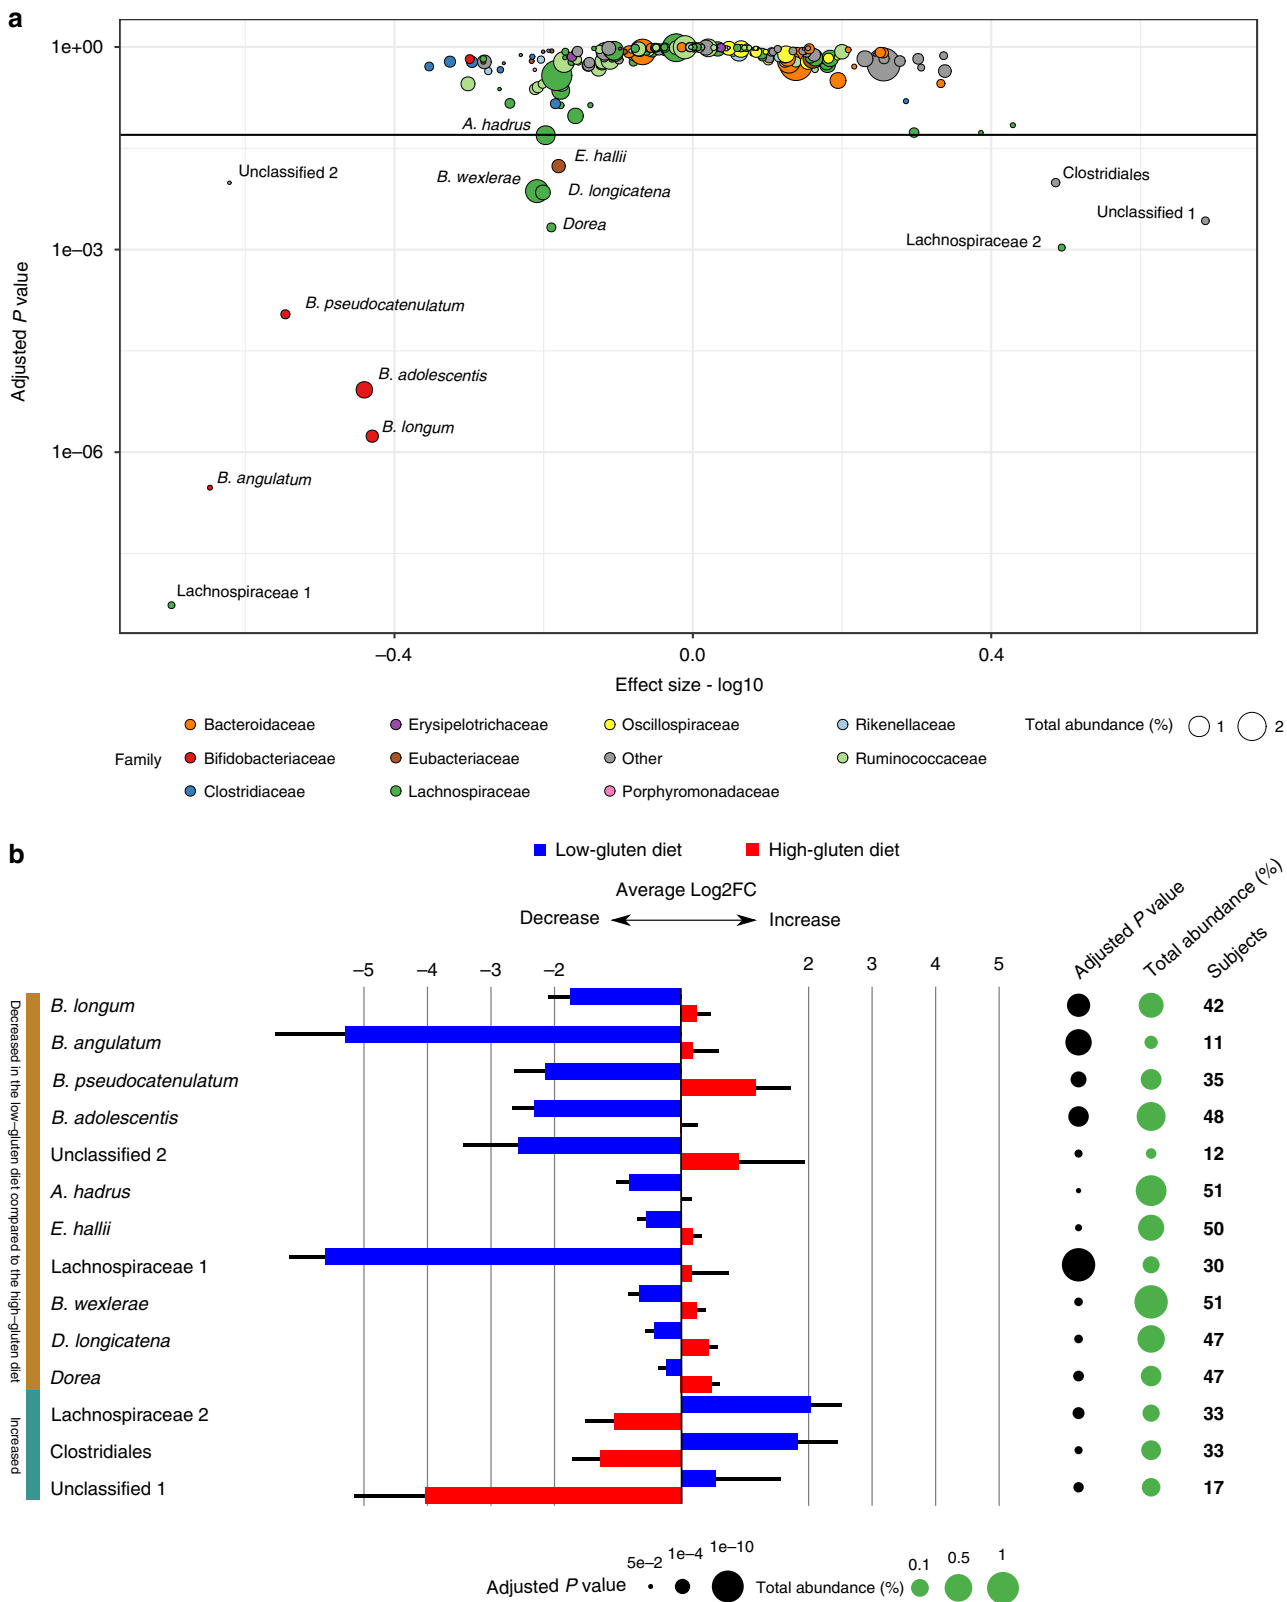 a
1e+00
A. hadrus
E. hallii
Unclassified 2
B. wexlerae
D. longicatena
Clostridiales
Dorea
Unclassified 1
Lachnospiraceae 2
1e–03
Adjusted P value
B. pseudocatenulatum
B. adolescentis
B. longum
1e–06
B. angulatum
Lachnospiraceae 1
–0.4 0.0 0.4
Effect size - log10
Bacteroidaceae Erysipelotrichaceae Oscillospiraceae Rikenellaceae Total abundance (%) 1 2
Family Bifidobacteriaceae Eubacteriaceae Other Ruminococcaceae
Clostridiaceae Lachnospiraceae Porphyromonadaceae
b
Low-gluten diet High-gluten diet
Average Log2FC
Decrease Increase
Adjusted P value
Total abundance (%)
Subjects
–5 –4 –3 –2 2 3 4 5
Decreased in the low–gluten diet compared to the high–gluten diet
B. longum 42
B. angulatum 11
B. pseudocatenulatum 35
B. adolescentis 48
Unclassified 2 12
A. hadrus 51
E. hallii 50
Lachnospiraceae 1 30
B. wexlerae 51
D. longicatena 47
Dorea 47
Increased
Lachnospiraceae 2 33
Clostridiales 33
Unclassified 1 17
Adjusted P value 5e–2 1e–4 1e–10 Total abundance (%) 0.1 0.5 1